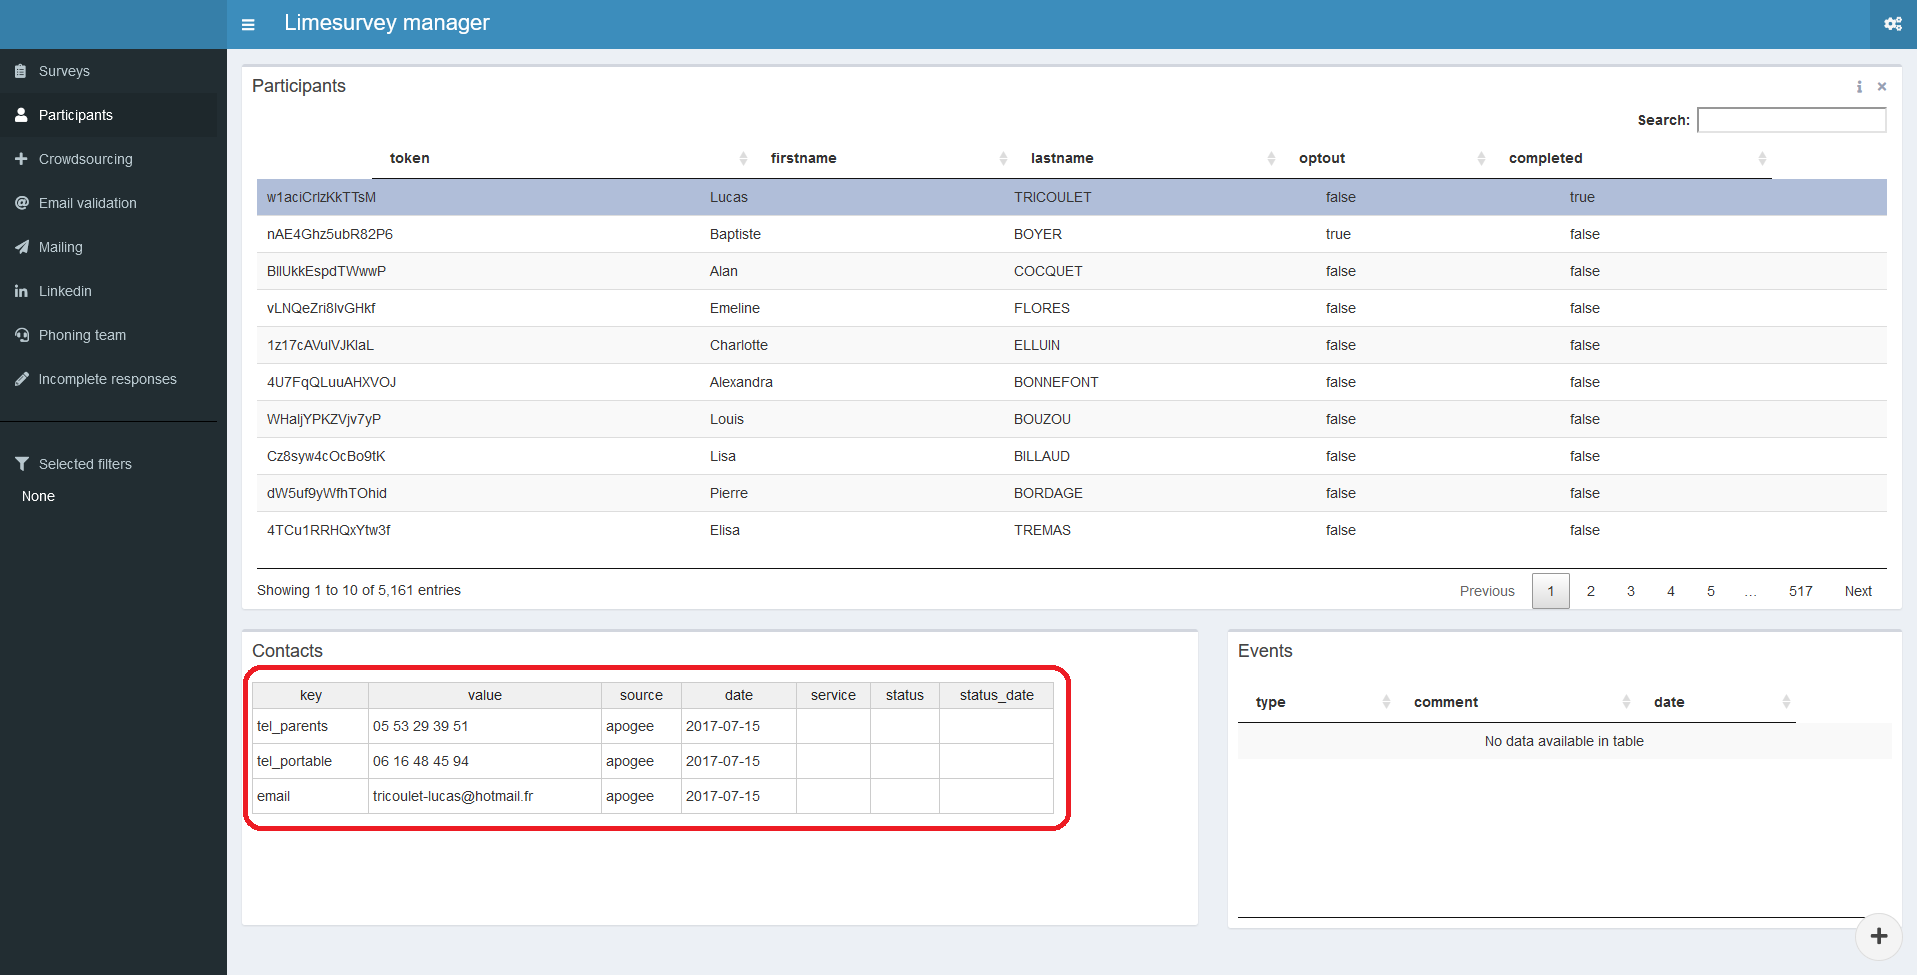 Limesurvey manager
Surveys
Participants
Crowdsourcing
Email validation
Mailing
Linkedin
Phoning team
Incomplete responses
Selected filters
None
Participants
Search:
token firstname lastname optout completed
w1aciCrlzKkTTsM Lucas TRICOULET false true
nAE4Ghz5ubR82P6 Baptiste BOYER true false
BllUkkEspdTWwwP Alan COCQUET false false
vLNQeZri8lvGHkf Emeline FLORES false false
1z17cAVulVJKlaL Charlotte ELLUIN false false
4U7FqQLuuAHXVOJ Alexandra BONNEFONT false false
WHaljYPKZVjv7yP Louis BOUZOU false false
Cz8syw4cOcBo9tK Lisa BILLAUD false false
dW5uf9yWfhTOhid Pierre BORDAGE false false
4TCu1RRHQxYtw3f Elisa TREMAS false false
Showing 1 to 10 of 5,161 entries
Previous 1 2 3 4 5 … 517 Next
Contacts
key value source date service status status_date
tel_parents 05 53 29 39 51 apogee 2017-07-15
tel_portable 06 16 48 45 94 apogee 2017-07-15
email tricoulet-lucas@hotmail.fr apogee 2017-07-15
Events
type comment date
No data available in table